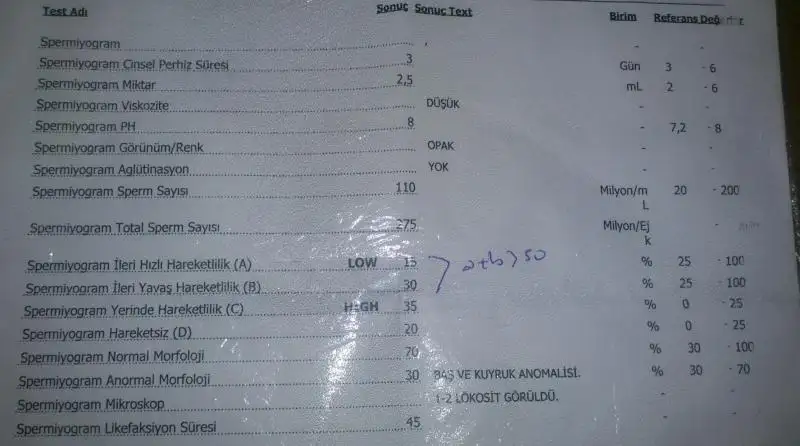 Test Adı Sonuç Sonuç Text Birim Referans Değ
Spermiyogram - -
Spermiyogram Cinsel Perhiz Süresi 3 Gün 3 - 6
Spermiyogram Miktar 2,5 mL 2 - 6
Spermiyogram Viskozite DÜŞÜK - -
Spermiyogram PH 8 - 7,2 - 8
Spermiyogram Görünüm/Renk OPAK - -
Spermiyogram Aglütinasyon YOK - -
Spermiyogram Sperm Sayısı 110 Milyon/m 20 - 200
L
Spermiyogram Total Sperm Sayısı 275 Milyon/Ej -
k
Spermiyogram İleri Hızlı Hareketlilik (A) LOW 15 a+b>50 % 25 - 100
Spermiyogram İleri Yavaş Hareketlilik (B) 30 % 25 - 100
Spermiyogram Yerinde Hareketlilik (C) HIGH 35 % 0 - 25
Spermiyogram Hareketsiz (D) 20 % 0 - 25
Spermiyogram Normal Morfoloji 70 % 30 - 100
Spermiyogram Anormal Morfoloji 30 BAŞ VE KUYRUK ANOMALİSİ. % 30 - 70
Spermiyogram Mikroskop 1-2 LÖKOSİT GÖRÜLDÜ. - -
Spermiyogram Likefaksiyon Süresi 45 - -